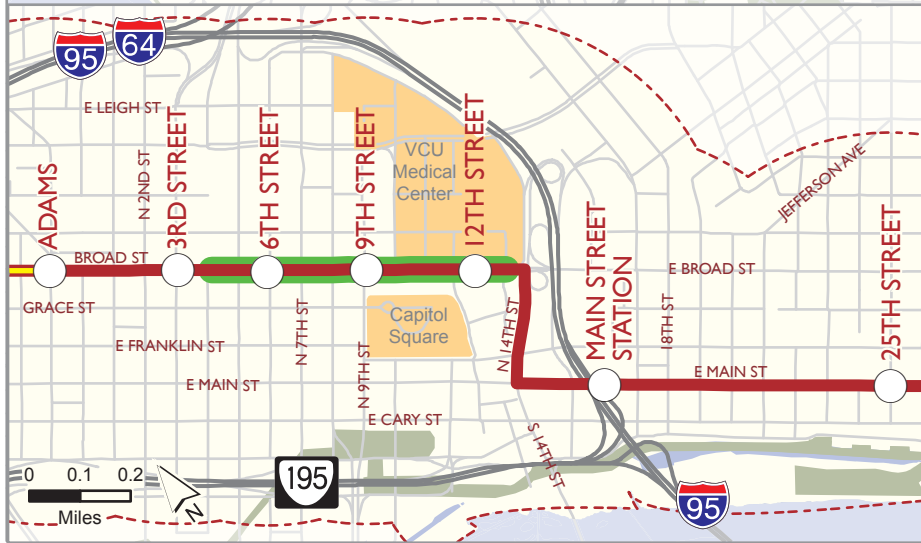 95
64
E LEIGH ST
ADAMS
N 2ND ST
3RD STREET
6TH STREET
9TH STREET
VCU
Medical
Center
12TH STREET
JEFFERSON AVE
BROAD ST
GRACE ST
E FRANKLIN ST
N 7TH ST
E MAIN ST
N 9TH ST
Capitol
Square
E CARY ST
N 14TH ST
S 14TH ST
MAIN STREET
STATION
E BROAD ST
18TH ST
E MAIN ST
25TH STREET
0 0.1 0.2
Miles
N
195
95